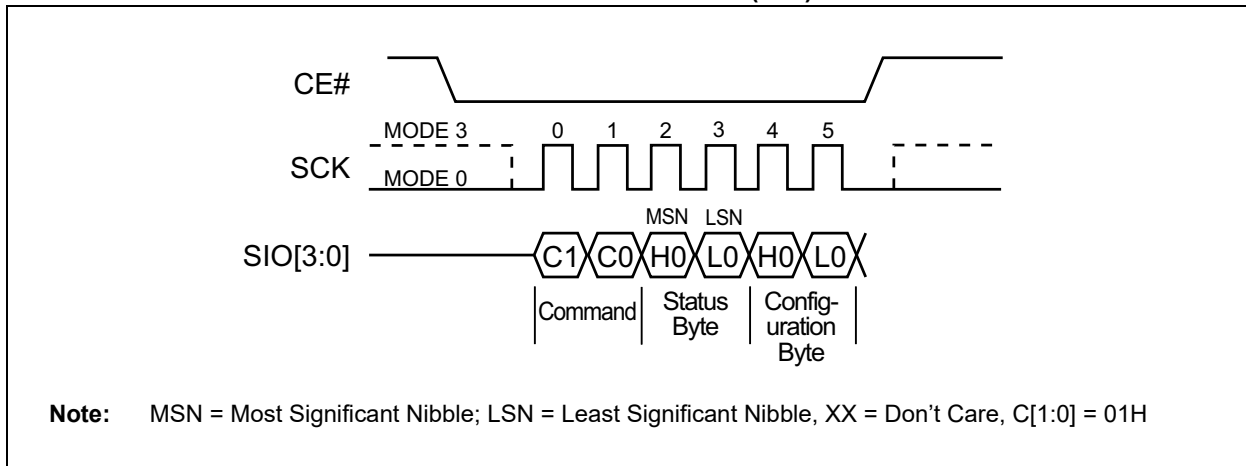 CE#
MODE 3
0 1 2 3 4 5
SCK
MODE 0
MSN LSN
SIO[3:0]
C1 C0 H0 L0 H0 L0
Command
Status
Byte
Config-
uration
Byte
Note: MSN = Most Significant Nibble; LSN = Least Significant Nibble, XX = Don’t Care, C[1:0] = 01H